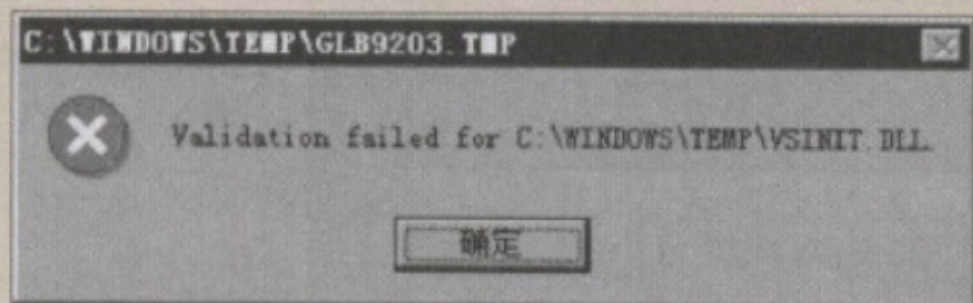 C:\WINDOWS\TEMP\GLB9203.TMP
Validation failed for C:\WINDOWS\TEMP\VSINIT.DLL.
确定